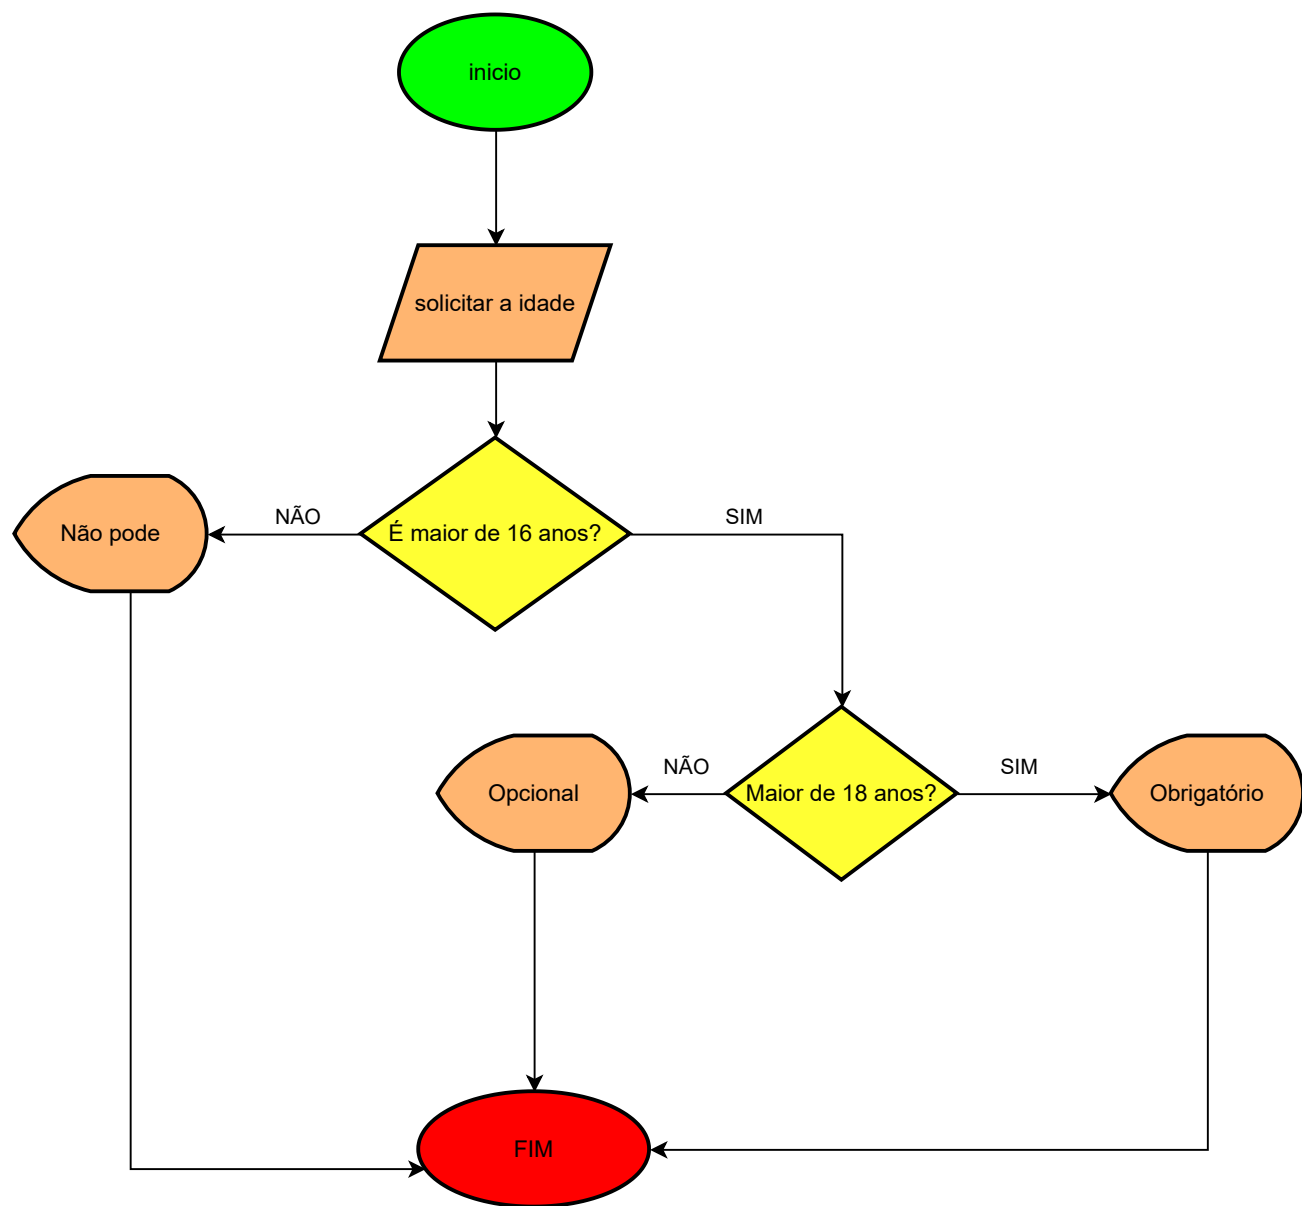 inicio
solicitar a idade
É maior de 16 anos?
NÃO
SIM
Não pode
Maior de 18 anos?
NÃO
SIM
Opcional
Obrigatório
FIM